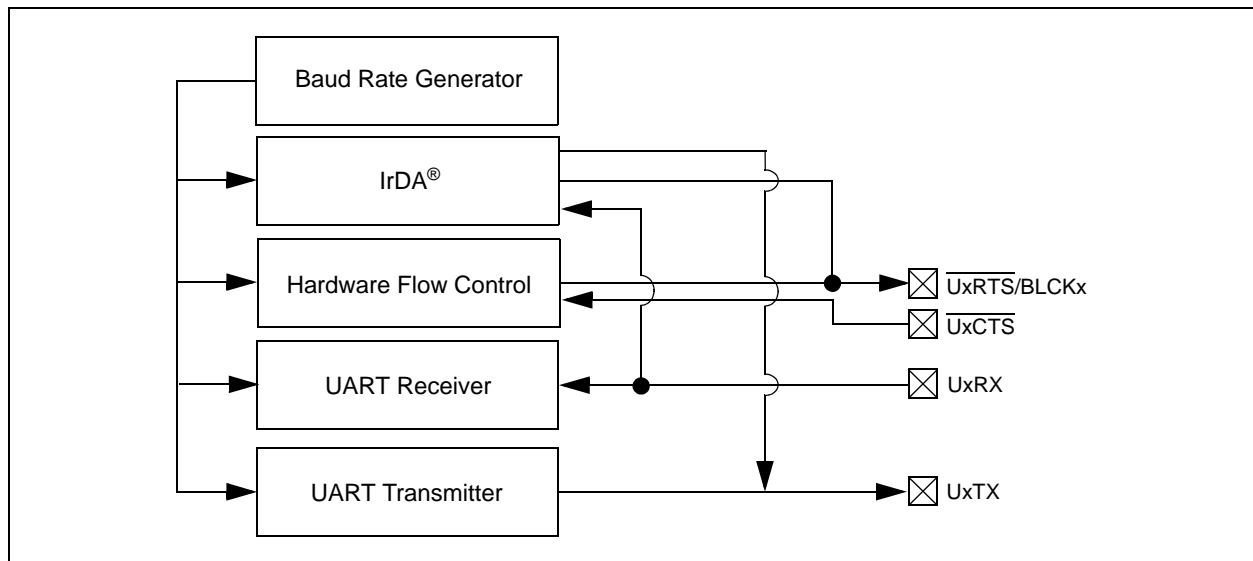 Baud Rate Generator
IrDA®
Hardware Flow Control
UxRTS/BLCKx
UxCTS
UART Receiver
UxRX
UART Transmitter
UxTX